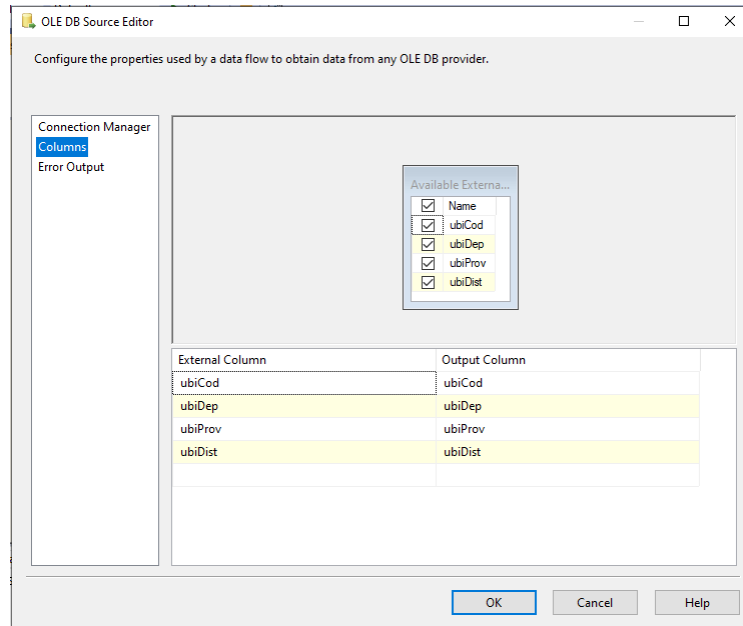 OLE DB Source Editor
Configure the properties used by a data flow to obtain data from any OLE DB provider.
Connection Manager
Columns
Error Output
Available Externa...
Name
ubiCod
ubiDep
ubiProv
ubiDist
External Column Output Column
ubiCod ubiCod
ubiDep ubiDep
ubiProv ubiProv
ubiDist ubiDist
OK Cancel Help